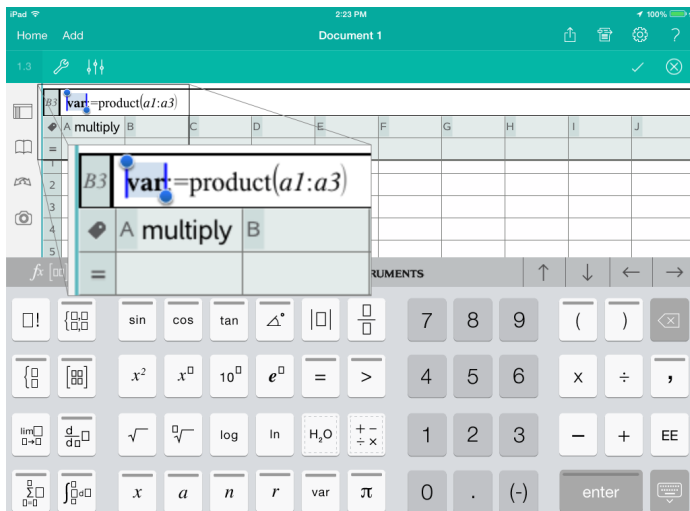 iPad 2:23 PM 100%
Home Add Document 1 ?
1.3
B3 var:=product(a1:a3)
A multiply B C D E F G H I J
=
1
2
3
4
5
B3 var:=product(a1:a3)
A multiply B
=
fx RUMENTS ↑ ↓ ← →
! sin cos tan 7 8 9 ( )
x² x 10 e = > 4 5 6 x ÷ ,
lim d/d √ √ log ln H₂O + − ÷ × 1 2 3 − + EE
Σ ∫ d x a n r var π 0 . (-) enter